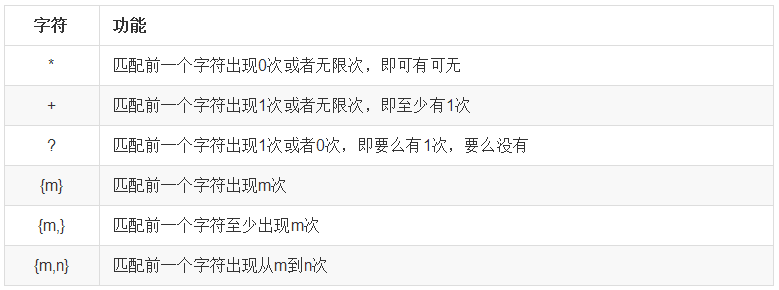 字符 功能
* 匹配前一个字符出现0次或者无限次，即可有可无
+ 匹配前一个字符出现1次或者无限次，即至少有1次
? 匹配前一个字符出现1次或者0次，即要么有1次，要么没有
{m} 匹配前一个字符出现m次
{m,} 匹配前一个字符至少出现m次
{m,n} 匹配前一个字符出现从m到n次